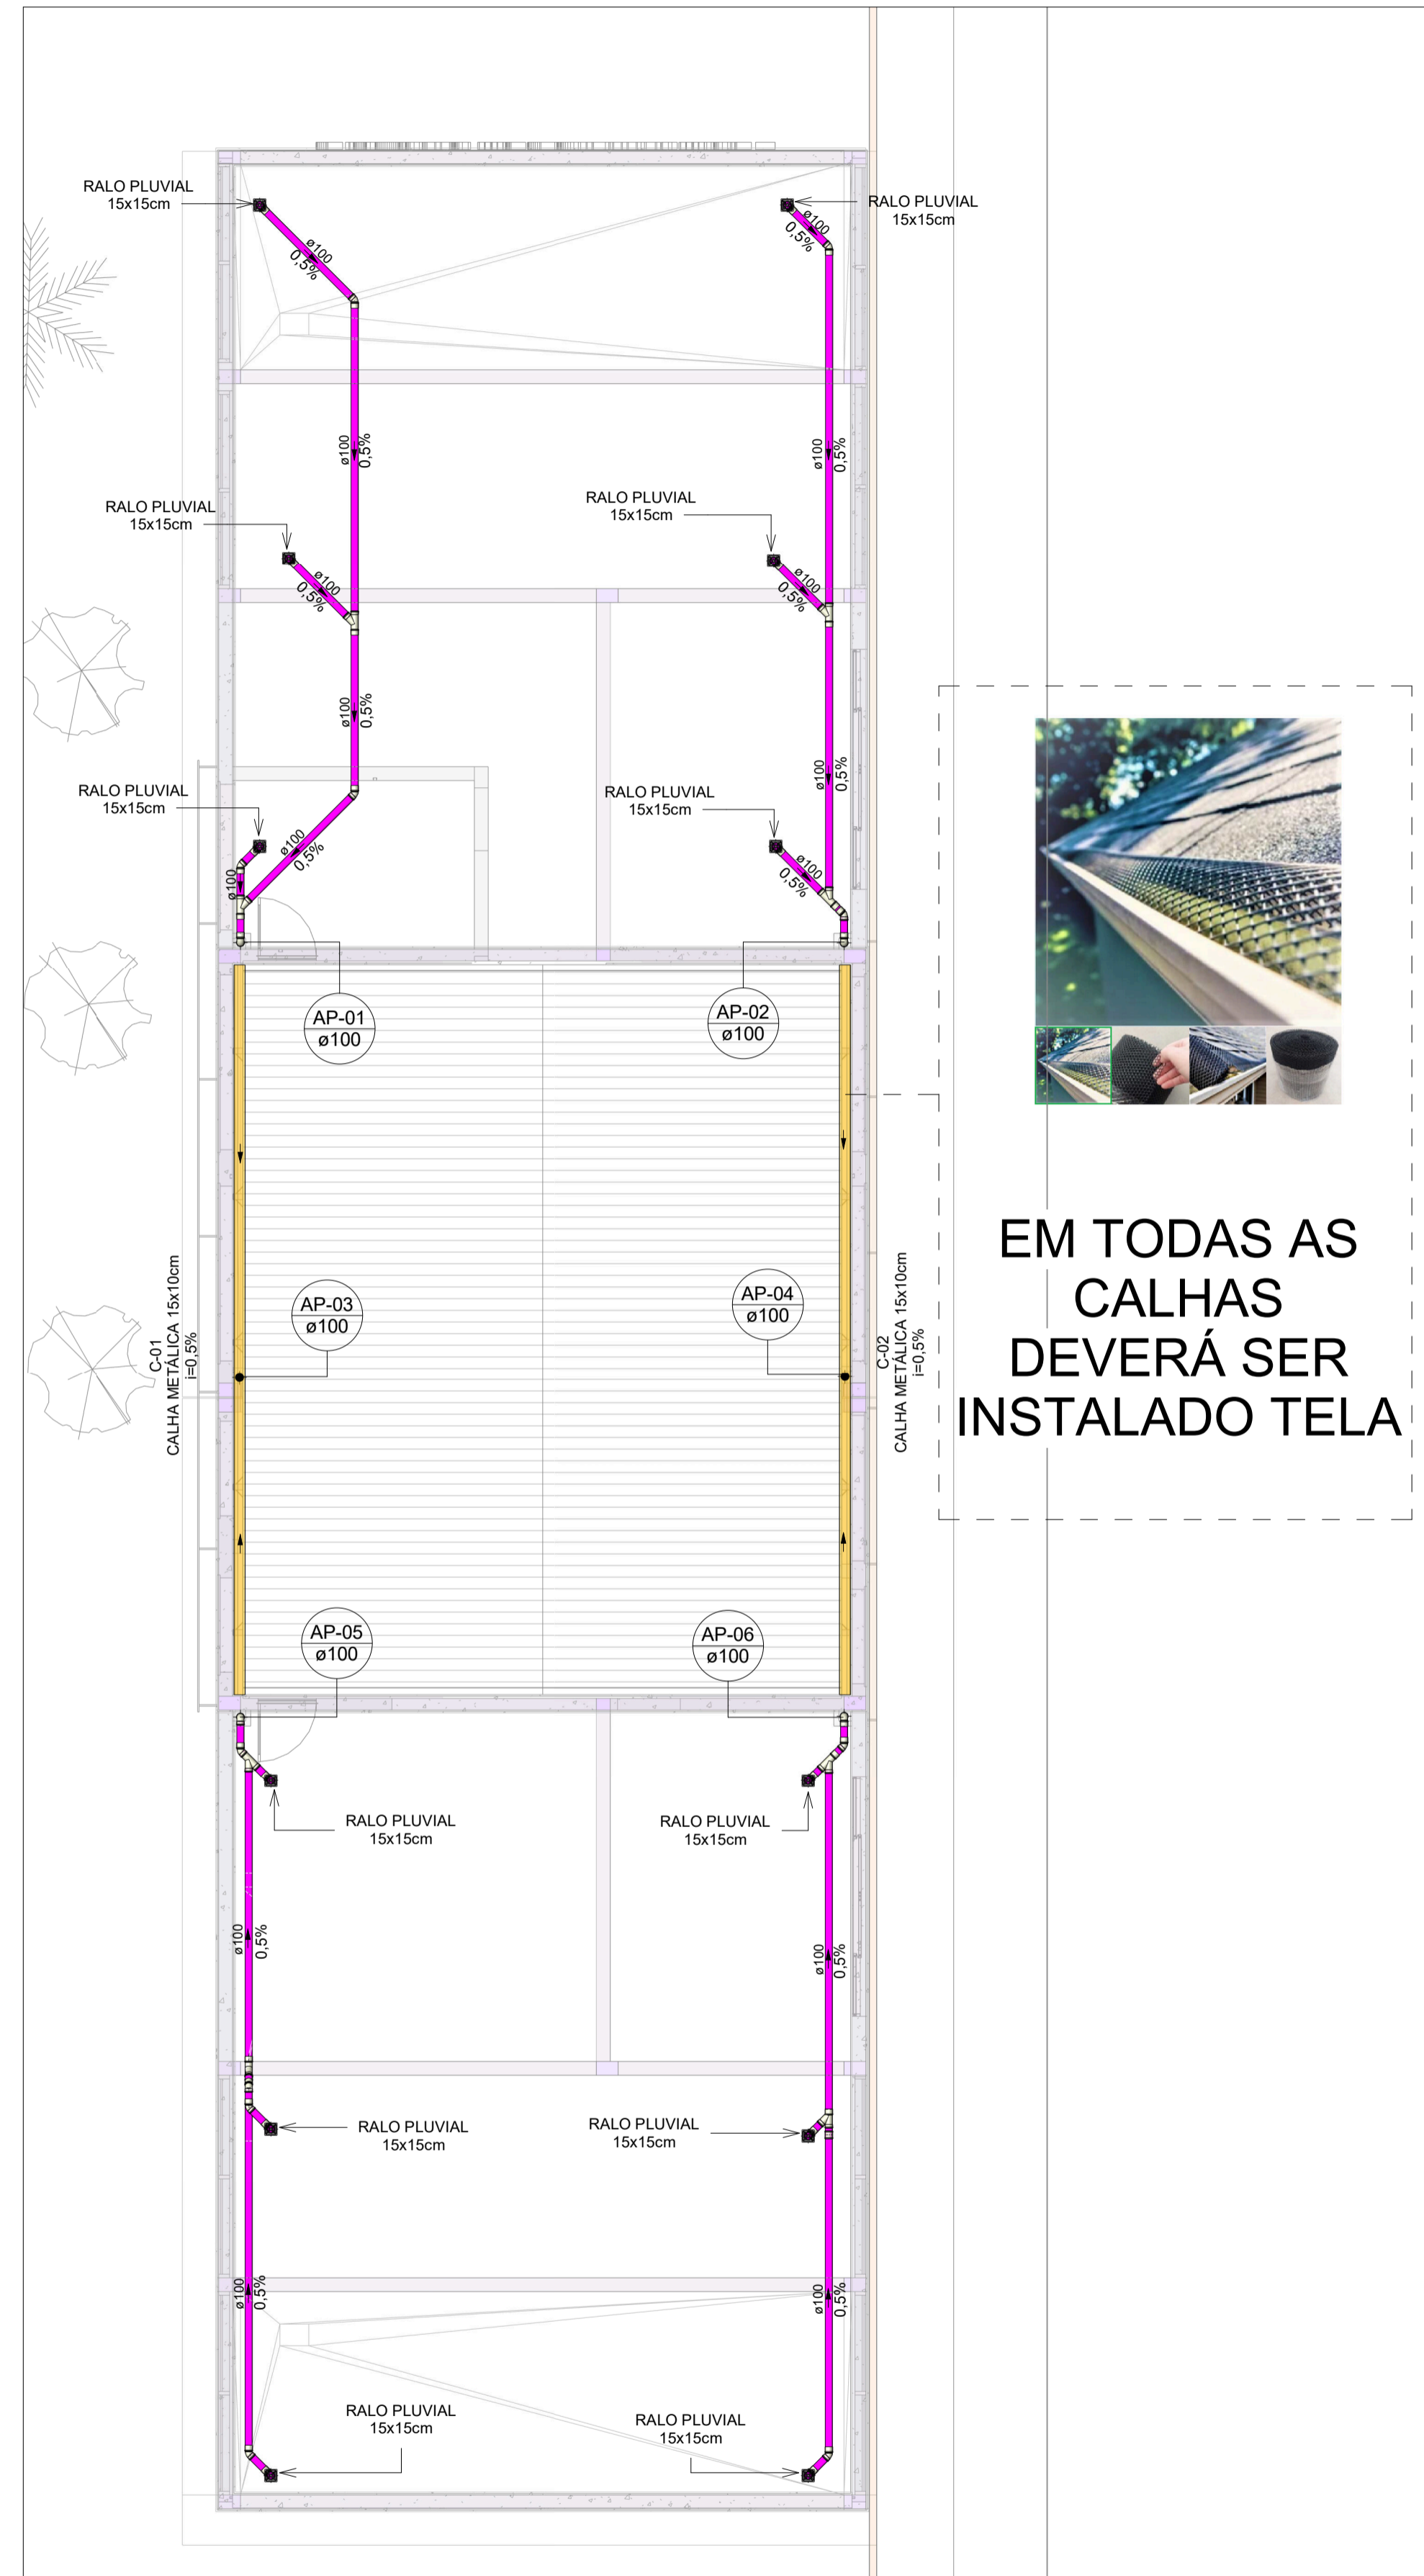 RALO PLUVIAL
15x15cm
RALO PLUVIAL
15x15cm
ø100
0,5%
ø100
0,5%
ø100
0,5%
ø100
0,5%
RALO PLUVIAL
15x15cm
RALO PLUVIAL
15x15cm
ø100
0,5%
ø100
0,5%
ø100
0,5%
ø100
0,5%
RALO PLUVIAL
15x15cm
RALO PLUVIAL
15x15cm
ø100
0,5%
ø100
ø100
0,5%
AP-01
ø100
AP-02
ø100
EM TODAS AS
CALHAS
DEVERÁ SER
INSTALADO TELA
C-01
CALHA METÁLICA 15x10cm
i=0,5%
AP-03
ø100
AP-04
ø100
C-02
CALHA METÁLICA 15x10cm
i=0,5%
AP-05
ø100
AP-06
ø100
RALO PLUVIAL
15x15cm
RALO PLUVIAL
15x15cm
ø100
0,5%
ø100
0,5%
RALO PLUVIAL
15x15cm
RALO PLUVIAL
15x15cm
ø100
0,5%
ø100
0,5%
RALO PLUVIAL
15x15cm
RALO PLUVIAL
15x15cm